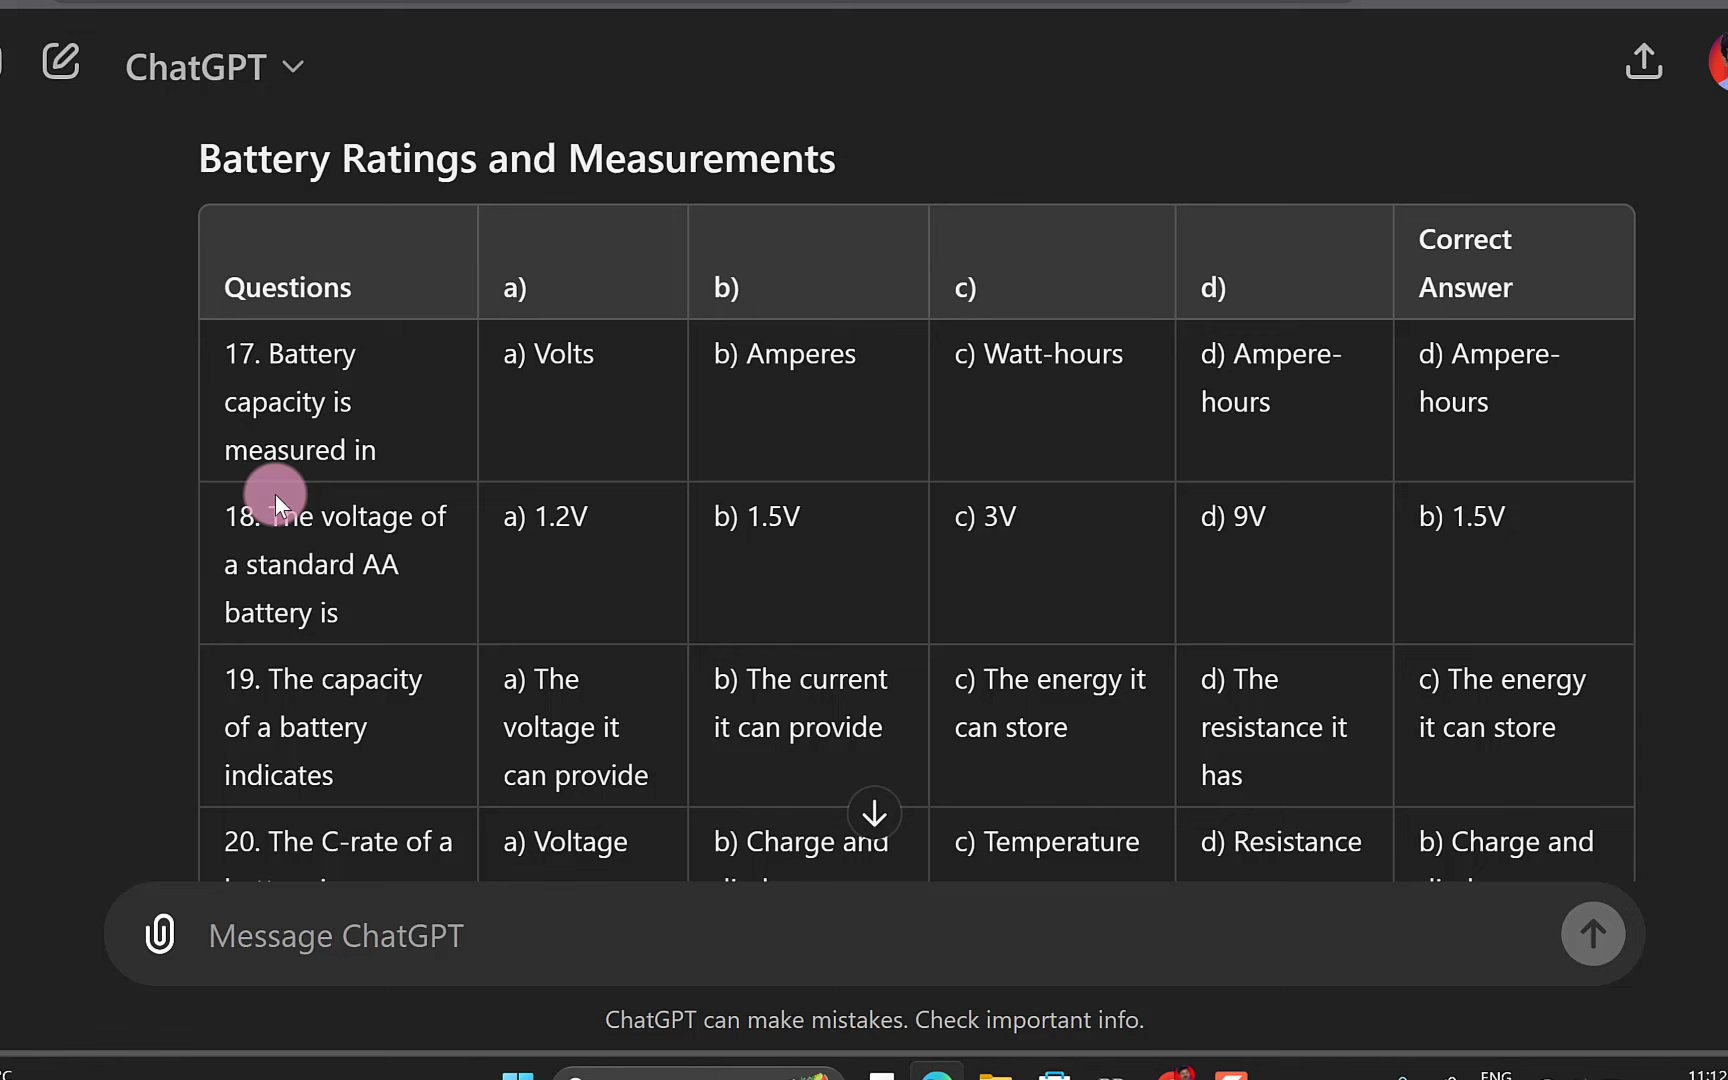 ChatGPT
Battery Ratings and Measurements
Questions a) b) c) d) Correct Answer
17. Battery capacity is measured in a) Volts b) Amperes c) Watt-hours d) Ampere-hours d) Ampere-hours
18. The voltage of a standard AA battery is a) 1.2V b) 1.5V c) 3V d) 9V b) 1.5V
19. The capacity of a battery indicates a) The voltage it can provide b) The current it can provide c) The energy it can store d) The resistance it has c) The energy it can store
20. The C-rate of a a) Voltage b) Charge and c) Temperature d) Resistance b) Charge and
Message ChatGPT
ChatGPT can make mistakes. Check important info.
ENG
11:12